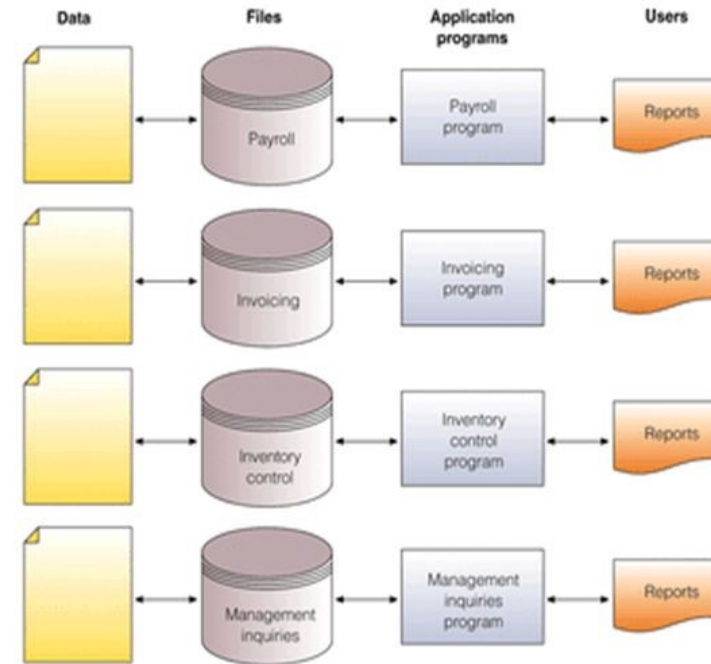 Data
Files
Application
programs
Users
Payroll
Payroll
program
Reports
Invoicing
Invoicing
program
Reports
Inventory
control
Inventory
control
program
Reports
Management
inquiries
Management
inquiries
program
Reports